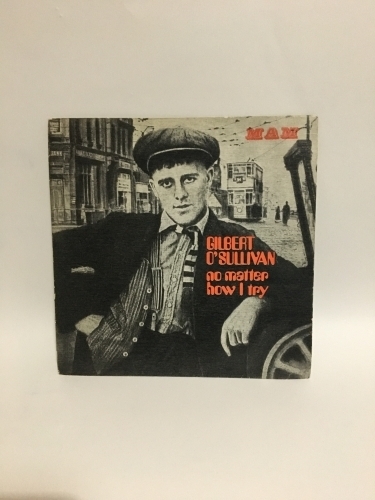 MAM
GILBERT
O'SULLIVAN
no matter
how I try